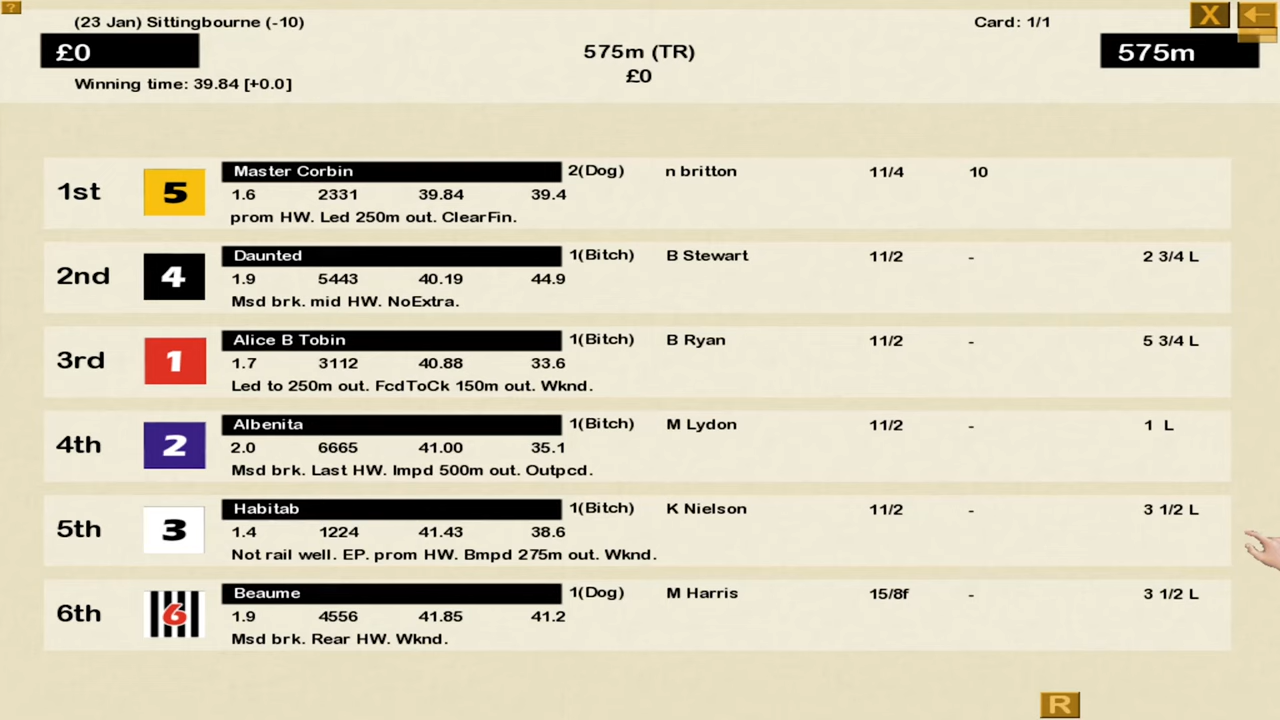 ?
(23 Jan) Sittingbourne (-10)
Card: 1/1
X
£0
575m (TR)
575m
£0
Winning time: 39.84 [+0.0]
1st 5 Master Corbin 2(Dog) n britton 11/4 10
1.6 2331 39.84 39.4
prom HW. Led 250m out. ClearFin.
2nd 4 Daunted 1(Bitch) B Stewart 11/2 - 2 3/4 L
1.9 5443 40.19 44.9
Msd brk. mid HW. NoExtra.
3rd 1 Alice B Tobin 1(Bitch) B Ryan 11/2 - 5 3/4 L
1.7 3112 40.88 33.6
Led to 250m out. FcdToCk 150m out. Wknd.
4th 2 Albenita 1(Bitch) M Lydon 11/2 - 1 L
2.0 6665 41.00 35.1
Msd brk. Last HW. Impd 500m out. Outpcd.
5th 3 Habitab 1(Bitch) K Nielson 11/2 - 3 1/2 L
1.4 1224 41.43 38.6
Not rail well. EP. prom HW. Bmpd 275m out. Wknd.
6th 6 Beaume 1(Dog) M Harris 15/8f - 3 1/2 L
1.9 4556 41.85 41.2
Msd brk. Rear HW. Wknd.
R